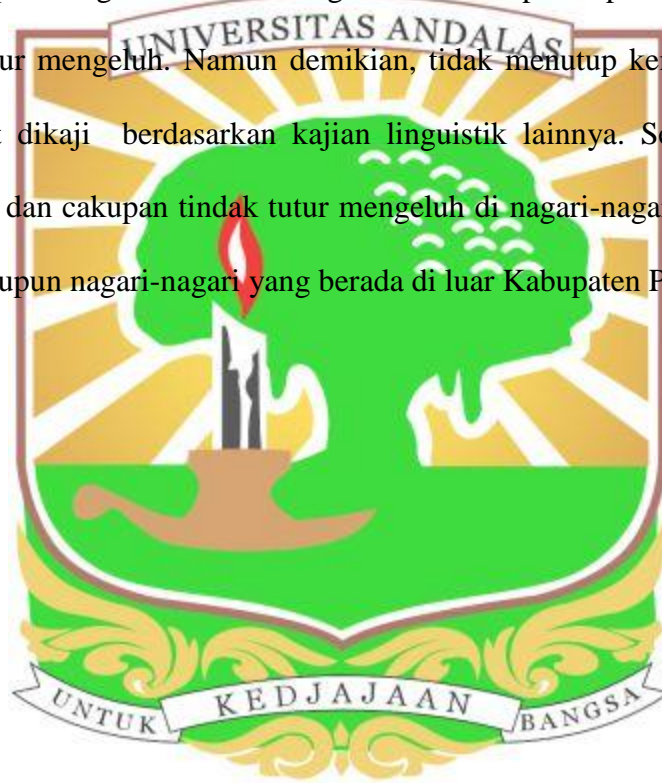 UNIVERSITAS ANDALAS
mengeluh. Namun demikian, tidak menutup
dikaji berdasarkan kajian linguistik lainnya.
dan cakupan tindak tutur mengeluh di
nagari-nagari yang berada di luar Kabupaten
UNTUK KEDJAJAAN BANGSA